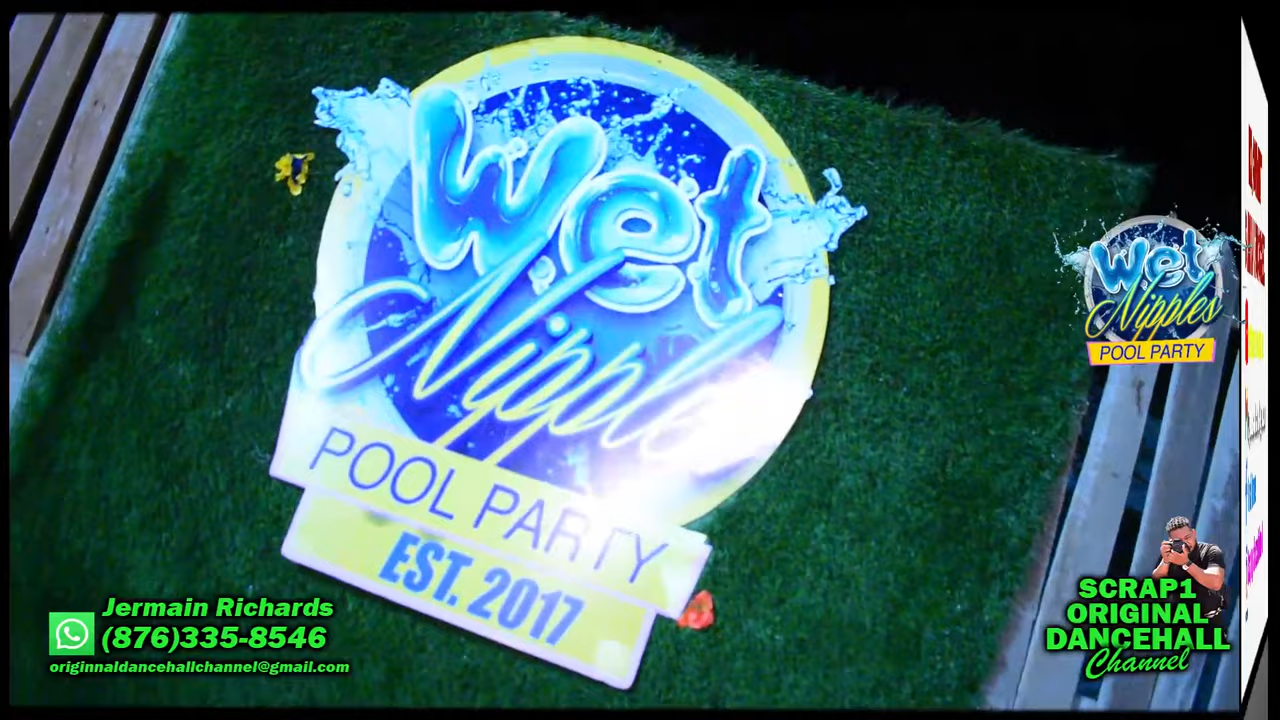 Wet
Nipples
POOL PARTY
EST. 2017
Wet
Nipples
POOL PARTY
Jermain Richards
(876)335-8546
originnaldancehallchannel@gmail.com
SCRAP1
ORIGINAL
DANCEHALL
Channel